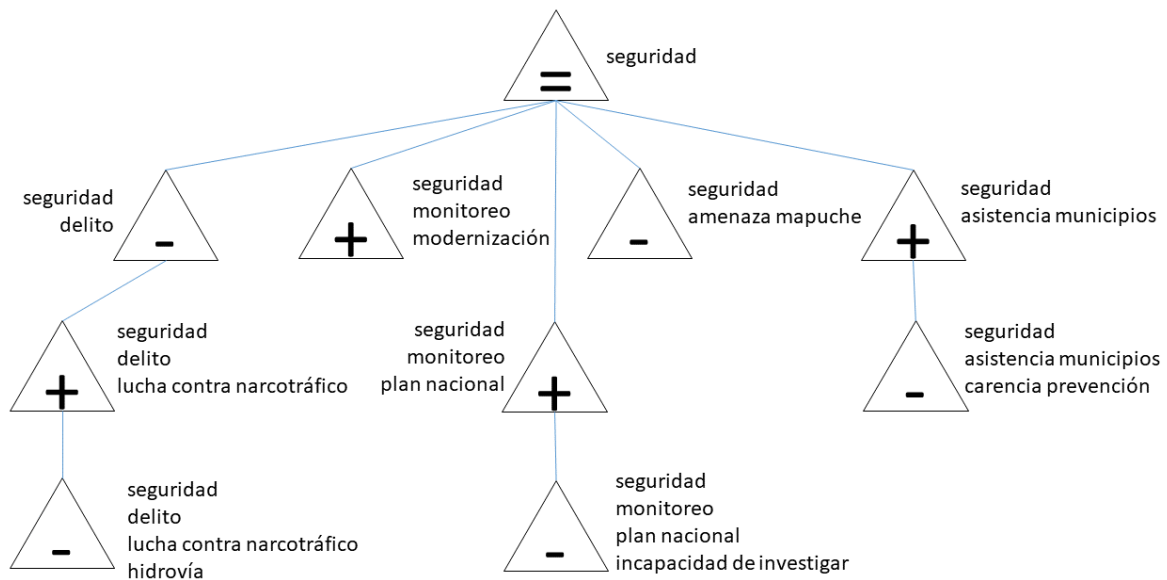 =
seguridad
seguridad
delito
-
+
seguridad
monitoreo
modernización
-
seguridad
amenaza mapuche
+
seguridad
asistencia municipios
+
seguridad
delito
lucha contra narcotráfico
seguridad
monitoreo
plan nacional
+
-
seguridad
asistencia municipios
carencia prevención
-
seguridad
delito
lucha contra narcotráfico
hidrovía
-
seguridad
monitoreo
plan nacional
incapacidad de investigar